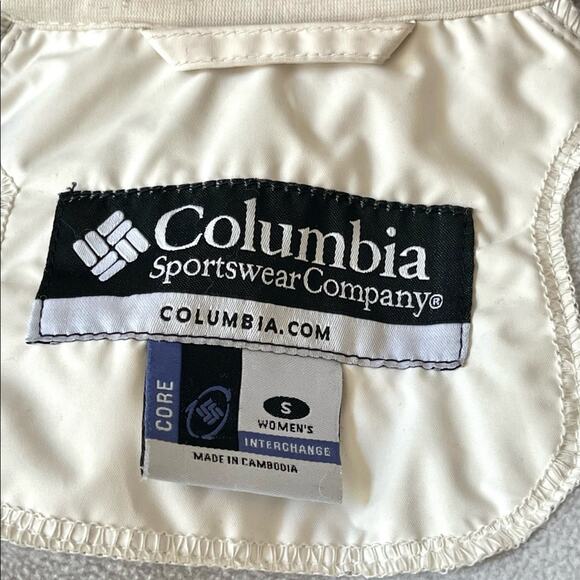 Columbia
Sportswear Company®
COLUMBIA.COM
CORE
S
WOMEN'S
INTERCHANGE
MADE IN CAMBODIA